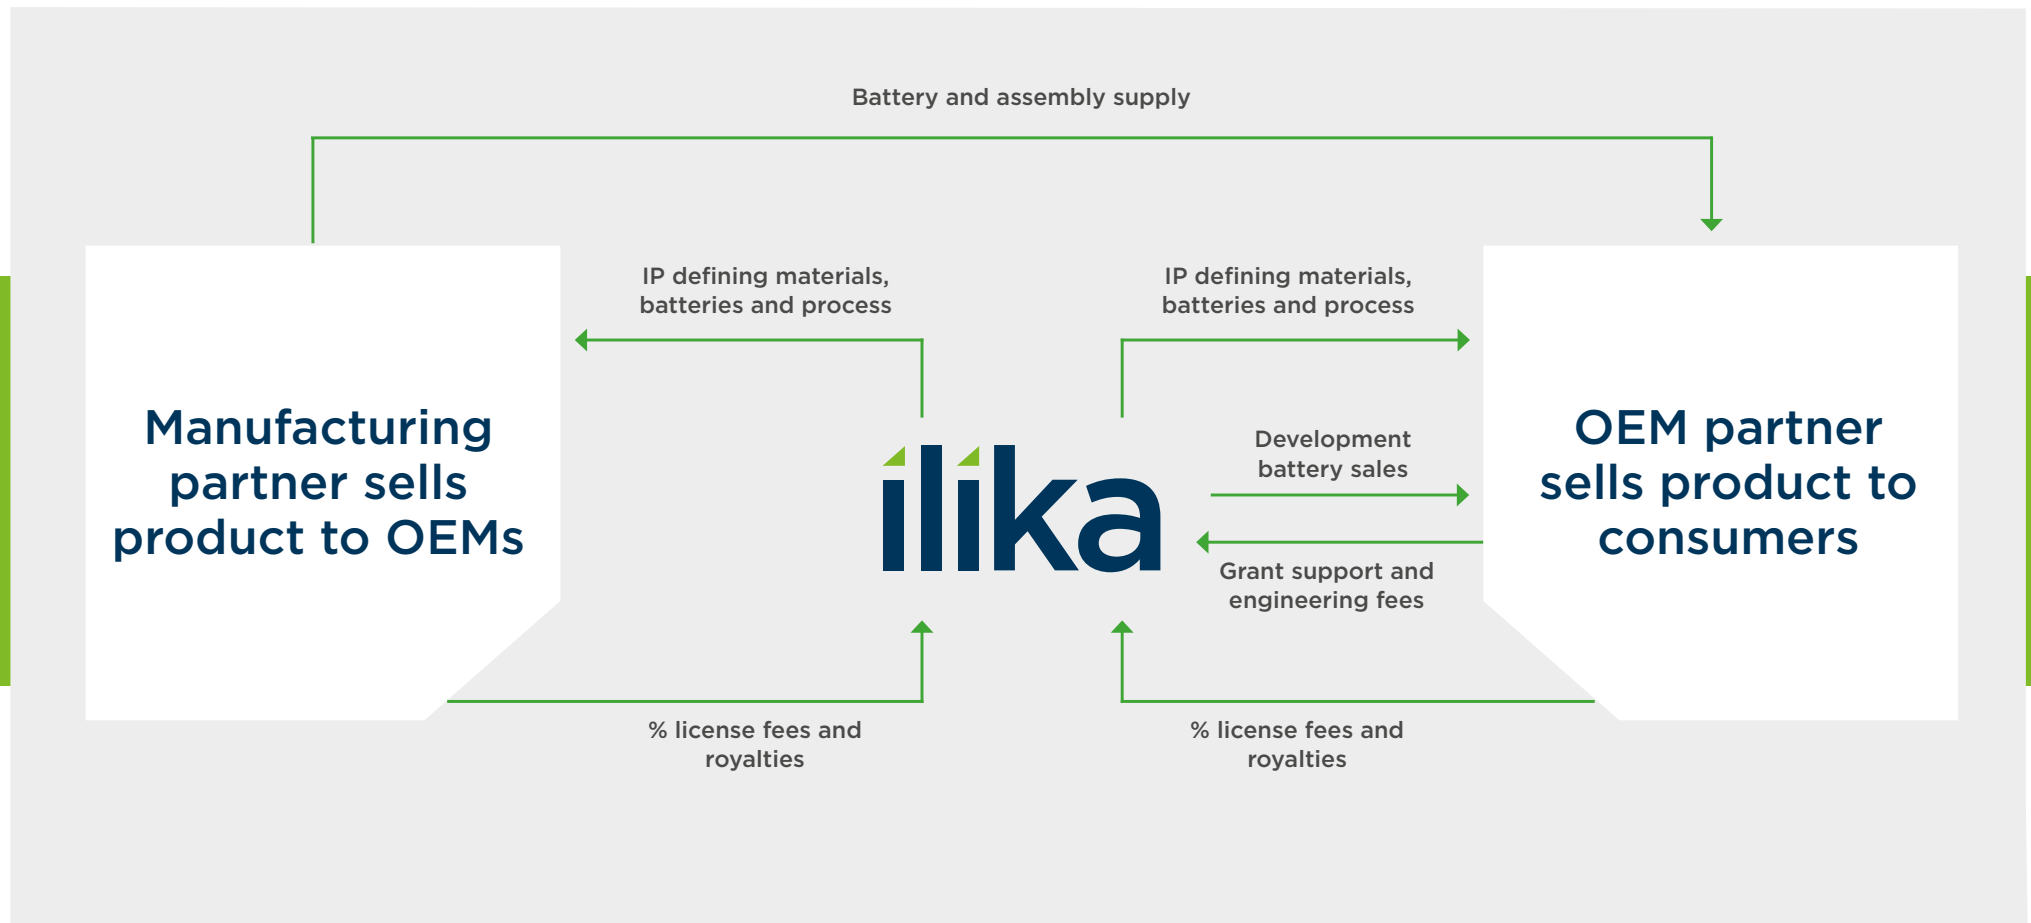 Battery and assembly supply
IP defining materials,
batteries and process
IP defining materials,
batteries and process
Manufacturing
partner sells
product to OEMs
ilika
Development
battery sales
Grant support and
engineering fees
OEM partner
sells product to
consumers
% license fees and
royalties
% license fees and
royalties